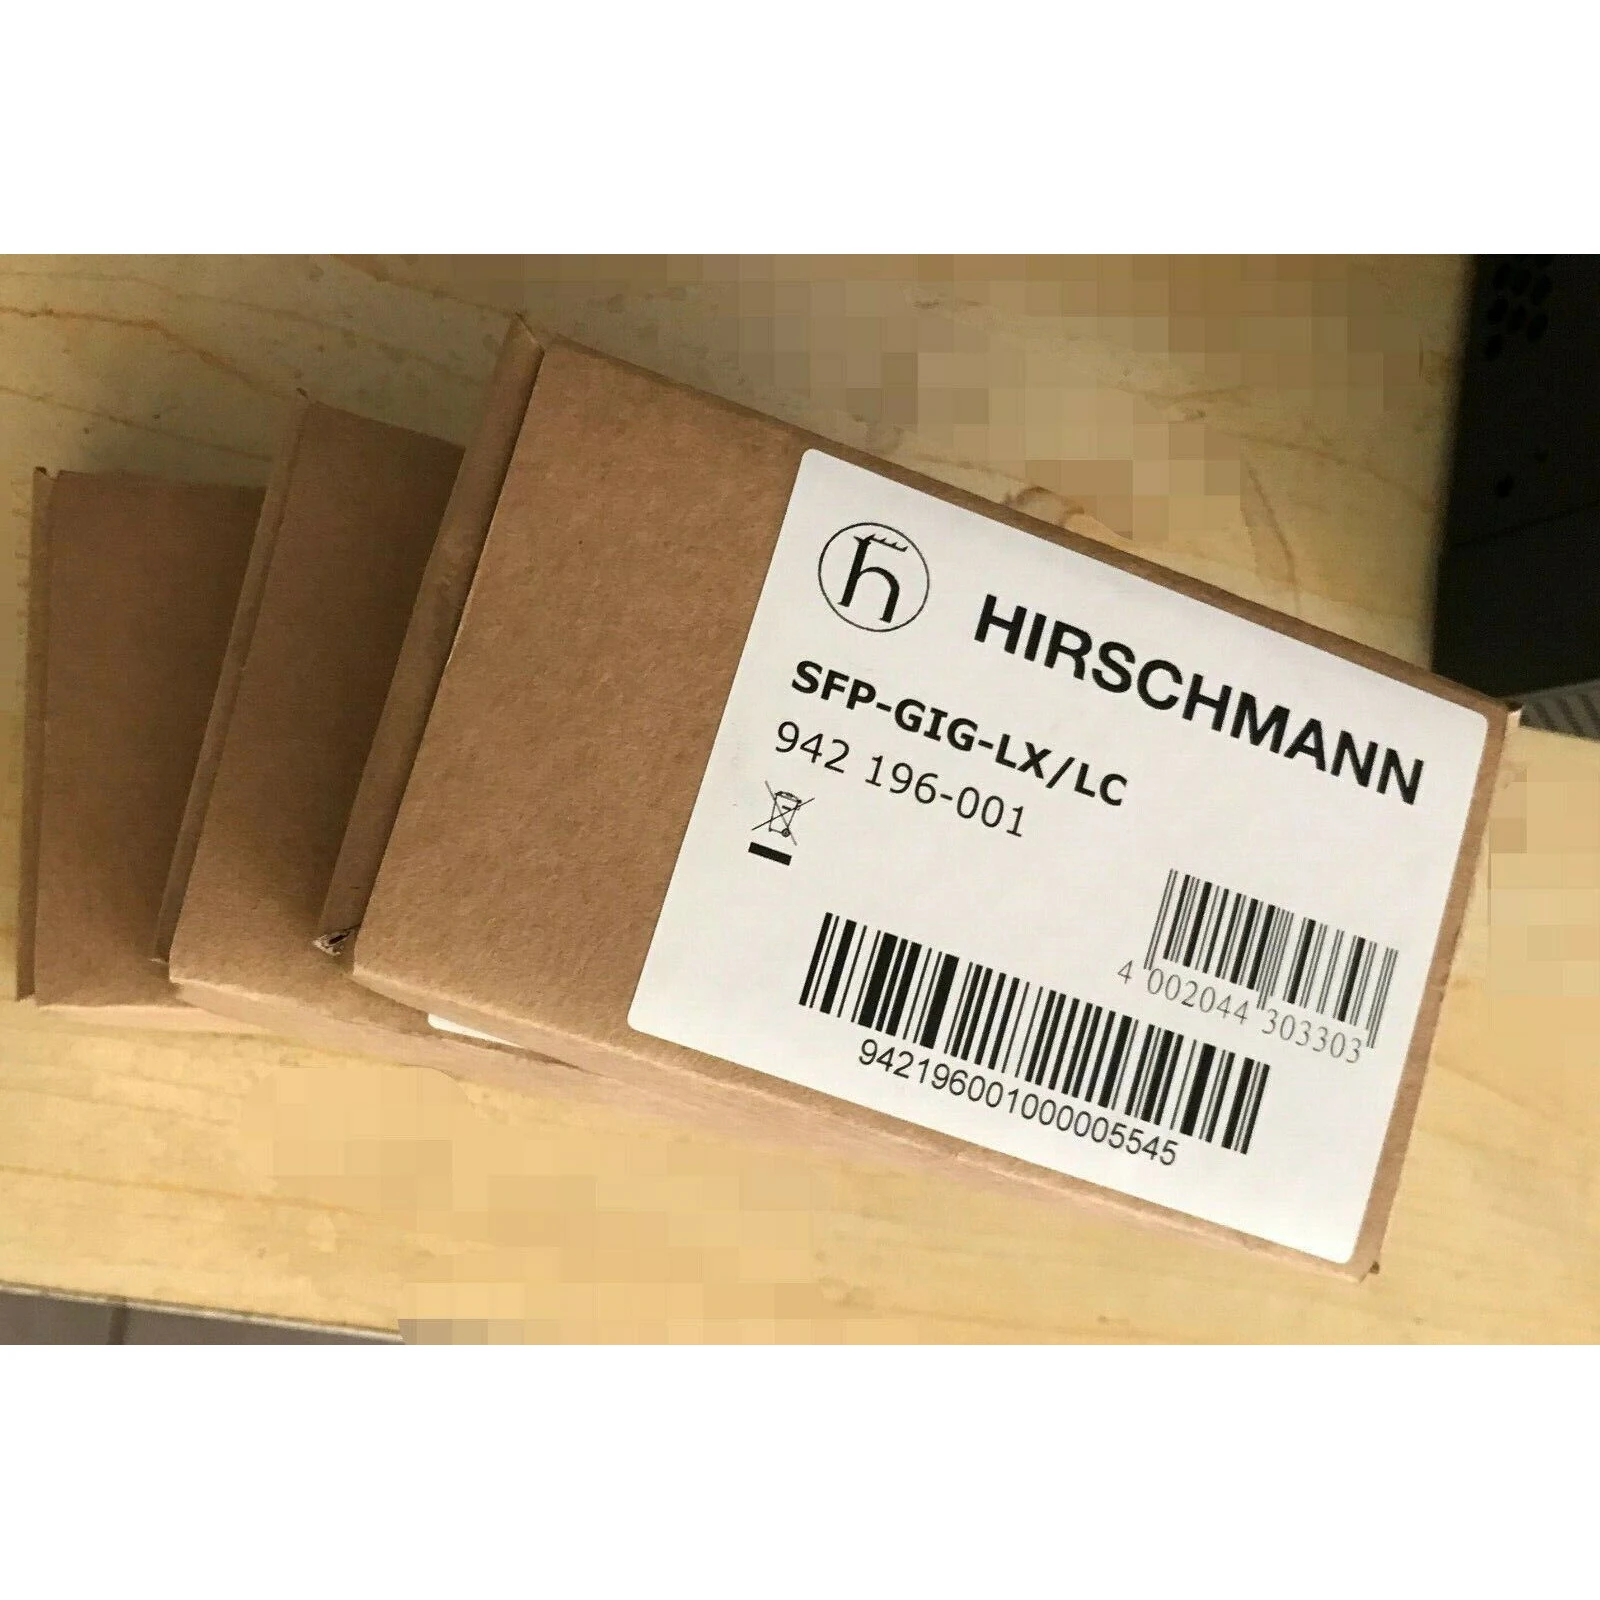 HIRSCHMANN
SFP-GIG-LX/LC
942 196-001
4 002044 303303
942196001000005545